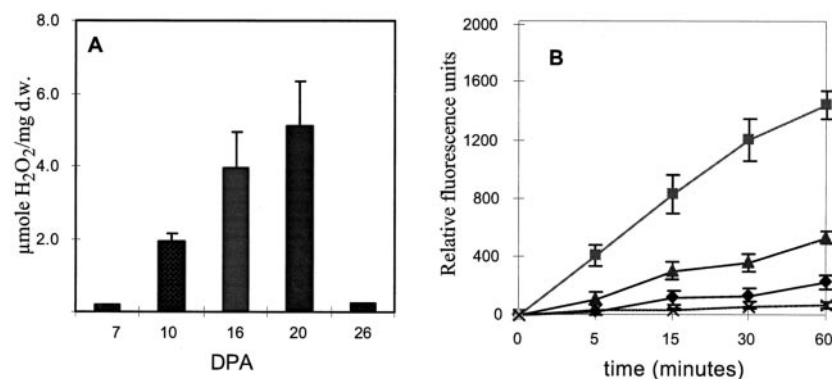 A
8.0
6.0
4.0
2.0
μmole H₂O₂/mg d.w.
7 10 16 20 26
DPA
B
2000
1600
1200
800
400
0
Relative fluorescence units
0 5 15 30 60
time (minutes)